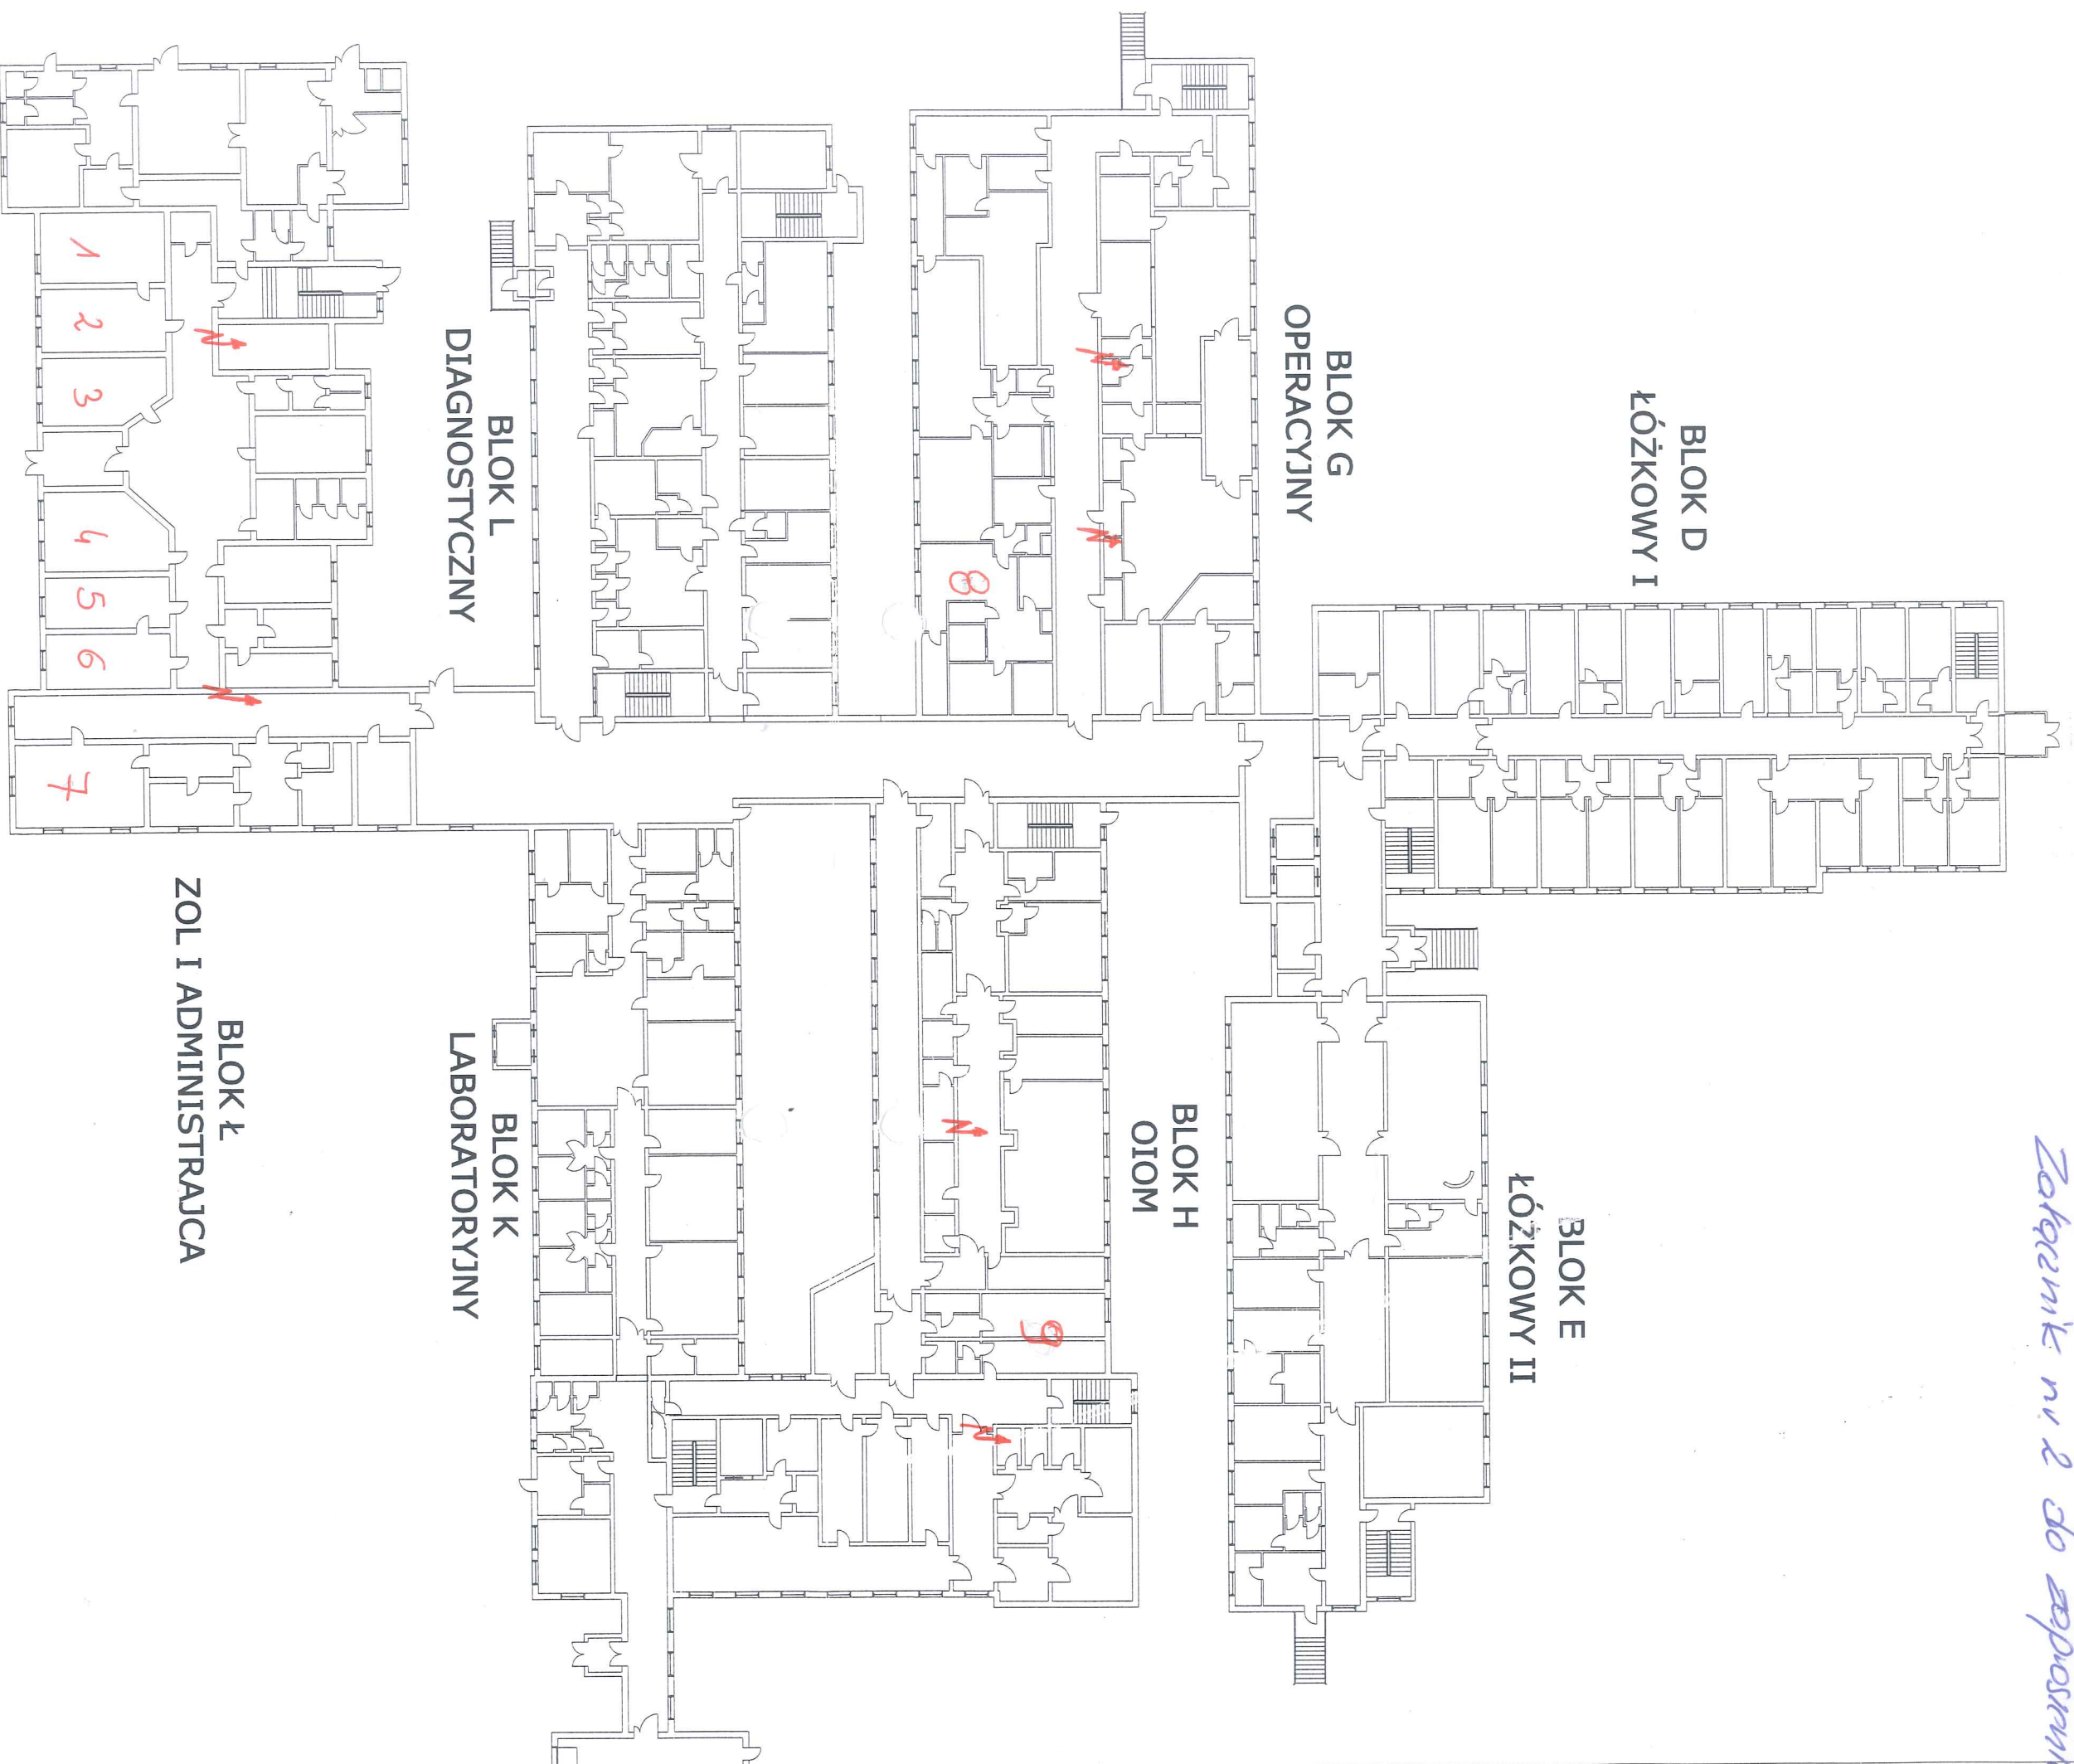 Załącznik nr 2 do zaprosze
BLOK D
ŁÓŻKOWY I
BLOK E
ŁÓŻKOWY II
BLOK G
OPERACYJNY
BLOK H
OIOM
BLOK L
DIAGNOSTYCZNY
BLOK K
LABORATORYJNY
BLOK Ł
ZOL I ADMINISTRAJCA
1
2
3
4
5
6
7
8
9
N
N
N
N
N
N